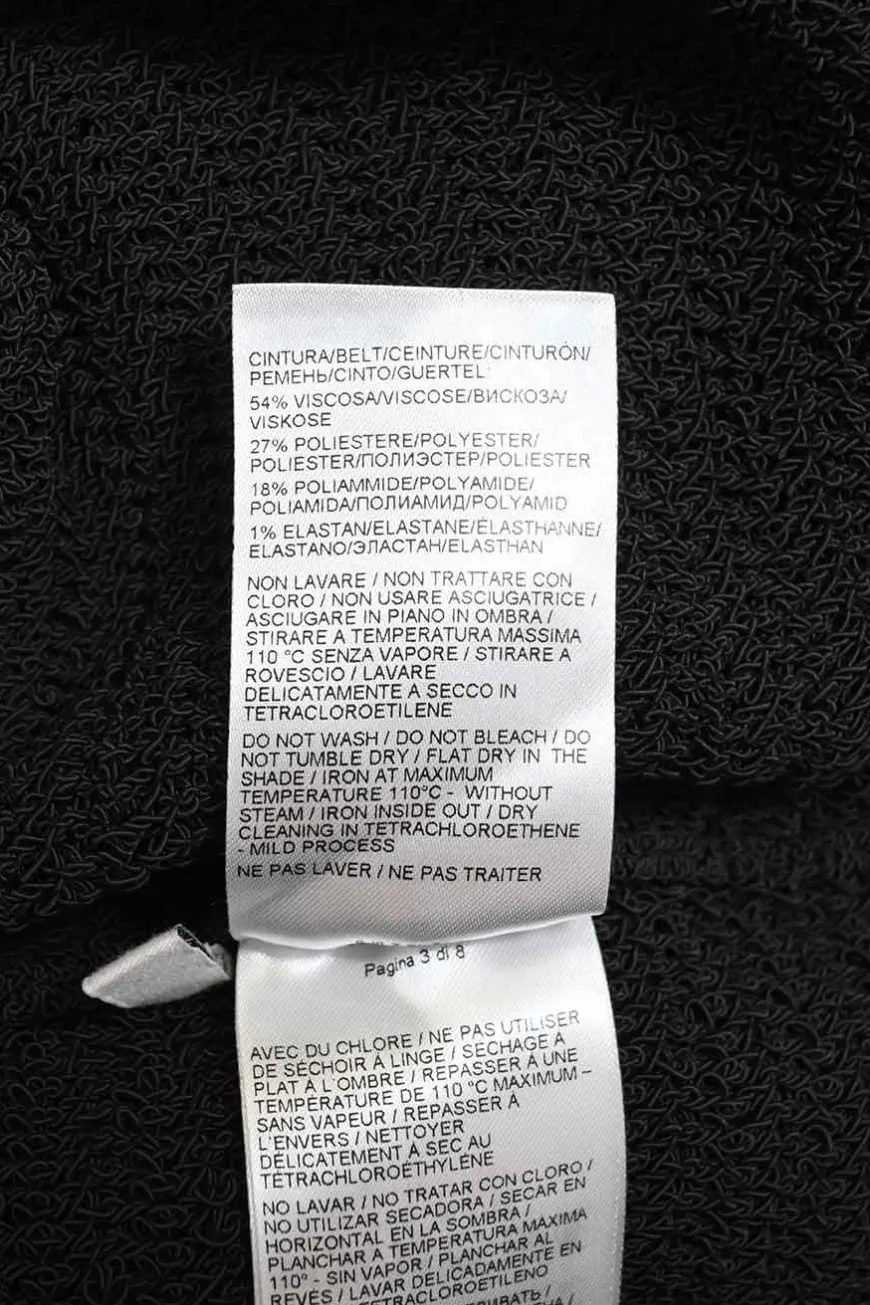 CINTURA/BELT/CEINTURE/CINTURÓN/
РЕМЕНЬ/CINTO/GUERTEL:
54% VISCOSA/VISCOSE/ВИСКОЗА/
VISKOSE
27% POLIESTERE/POLYESTER/
POLIESTER/ПОЛИЭСТЕР/POLIESTER
18% POLIAMMIDE/POLYAMIDE/
POLIAMIDA/ПОЛИАМИД/POLYAMID
1% ELASTAN/ELASTANE/ÉLASTHANNE/
ELASTANO/ЭЛАСТАН/ELASTHAN
NON LAVARE / NON TRATTARE CON
CLORO / NON USARE ASCIUGATRICE /
ASCIUGARE IN PIANO IN OMBRA /
STIRARE A TEMPERATURA MASSIMA
110 °C SENZA VAPORE / STIRARE A
ROVESCIO / LAVARE
DELICATAMENTE A SECCO IN
TETRACLOROETILENE
DO NOT WASH / DO NOT BLEACH / DO
NOT TUMBLE DRY / FLAT DRY IN THE
SHADE / IRON AT MAXIMUM
TEMPERATURE 110°C - WITHOUT
STEAM / IRON INSIDE OUT / DRY
CLEANING IN TETRACHLOROETHENE
- MILD PROCESS
NE PAS LAVER / NE PAS TRAITER
Pagina 3 di 8
AVEC DU CHLORE / NE PAS UTILISER
DE SÉCHOIR À LINGE / SECHAGE À
PLAT À L'OMBRE / REPASSER À UNE
TEMPÉRATURE DE 110 °C MAXIMUM –
SANS VAPEUR / REPASSER À
L'ENVERS / NETTOYER
DÉLICATEMENT À SEC AU
TÉTRACHLOROÉTHYLÈNE
NO LAVAR / NO TRATAR CON CLORO /
NO UTILIZAR SECADORA / SECAR EN
HORIZONTAL EN LA SOMBRA /
PLANCHAR A TEMPERATURA MÁXIMA
110° - SIN VAPOR / PLANCHAR AL
REVÉS / LAVAR DELICADAMENTE EN